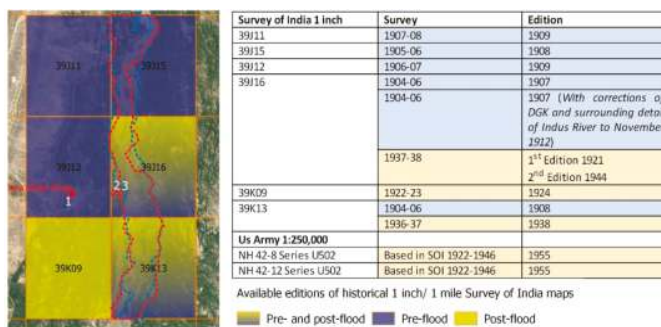 39J11
39J15
39J12
39J16
1
23
39K09
39K13
Survey of India 1 inch Survey Edition
39J11 1907-08 1909
39J15 1905-06 1908
39J12 1906-07 1909
39J16 1904-06 1907
1904-06 1907 (With corrections o
DGK and surrounding deta
of Indus River to Novembe
1912)
1937-38 1st Edition 1921
2nd Edition 1944
39K09 1922-23 1924
39K13 1904-06 1908
1936-37 1938
Us Army 1:250,000
NH 42-8 Series U502 Based in SOI 1922-1946 1955
NH 42-12 Series U502 Based in SOI 1922-1946 1955
Available editions of historical 1 inch/ 1 mile Survey of India maps
Pre- and post-flood Pre-flood Post-flood